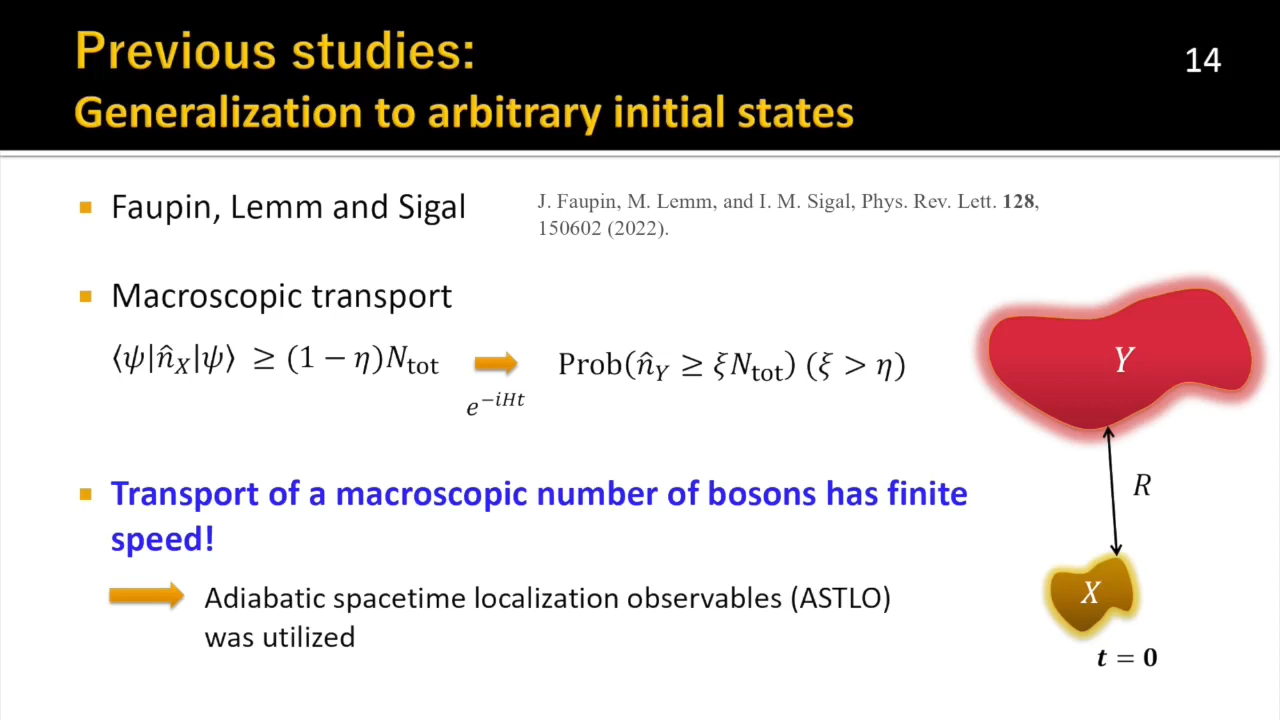 Previous studies:
Generalization to arbitrary initial states
14
▪ Faupin, Lemm and Sigal
J. Faupin, M. Lemm, and I. M. Sigal, Phys. Rev. Lett. 128,
150602 (2022).
▪ Macroscopic transport
⟨ψ|n̂_X|ψ⟩ ≥ (1 − η)N_tot
e^{−iHt}
Prob(n̂_Y ≥ ξN_tot) (ξ > η)
▪ Transport of a macroscopic number of bosons has finite
speed!
Adiabatic spacetime localization observables (ASTLO)
was utilized
Y
R
X
t = 0